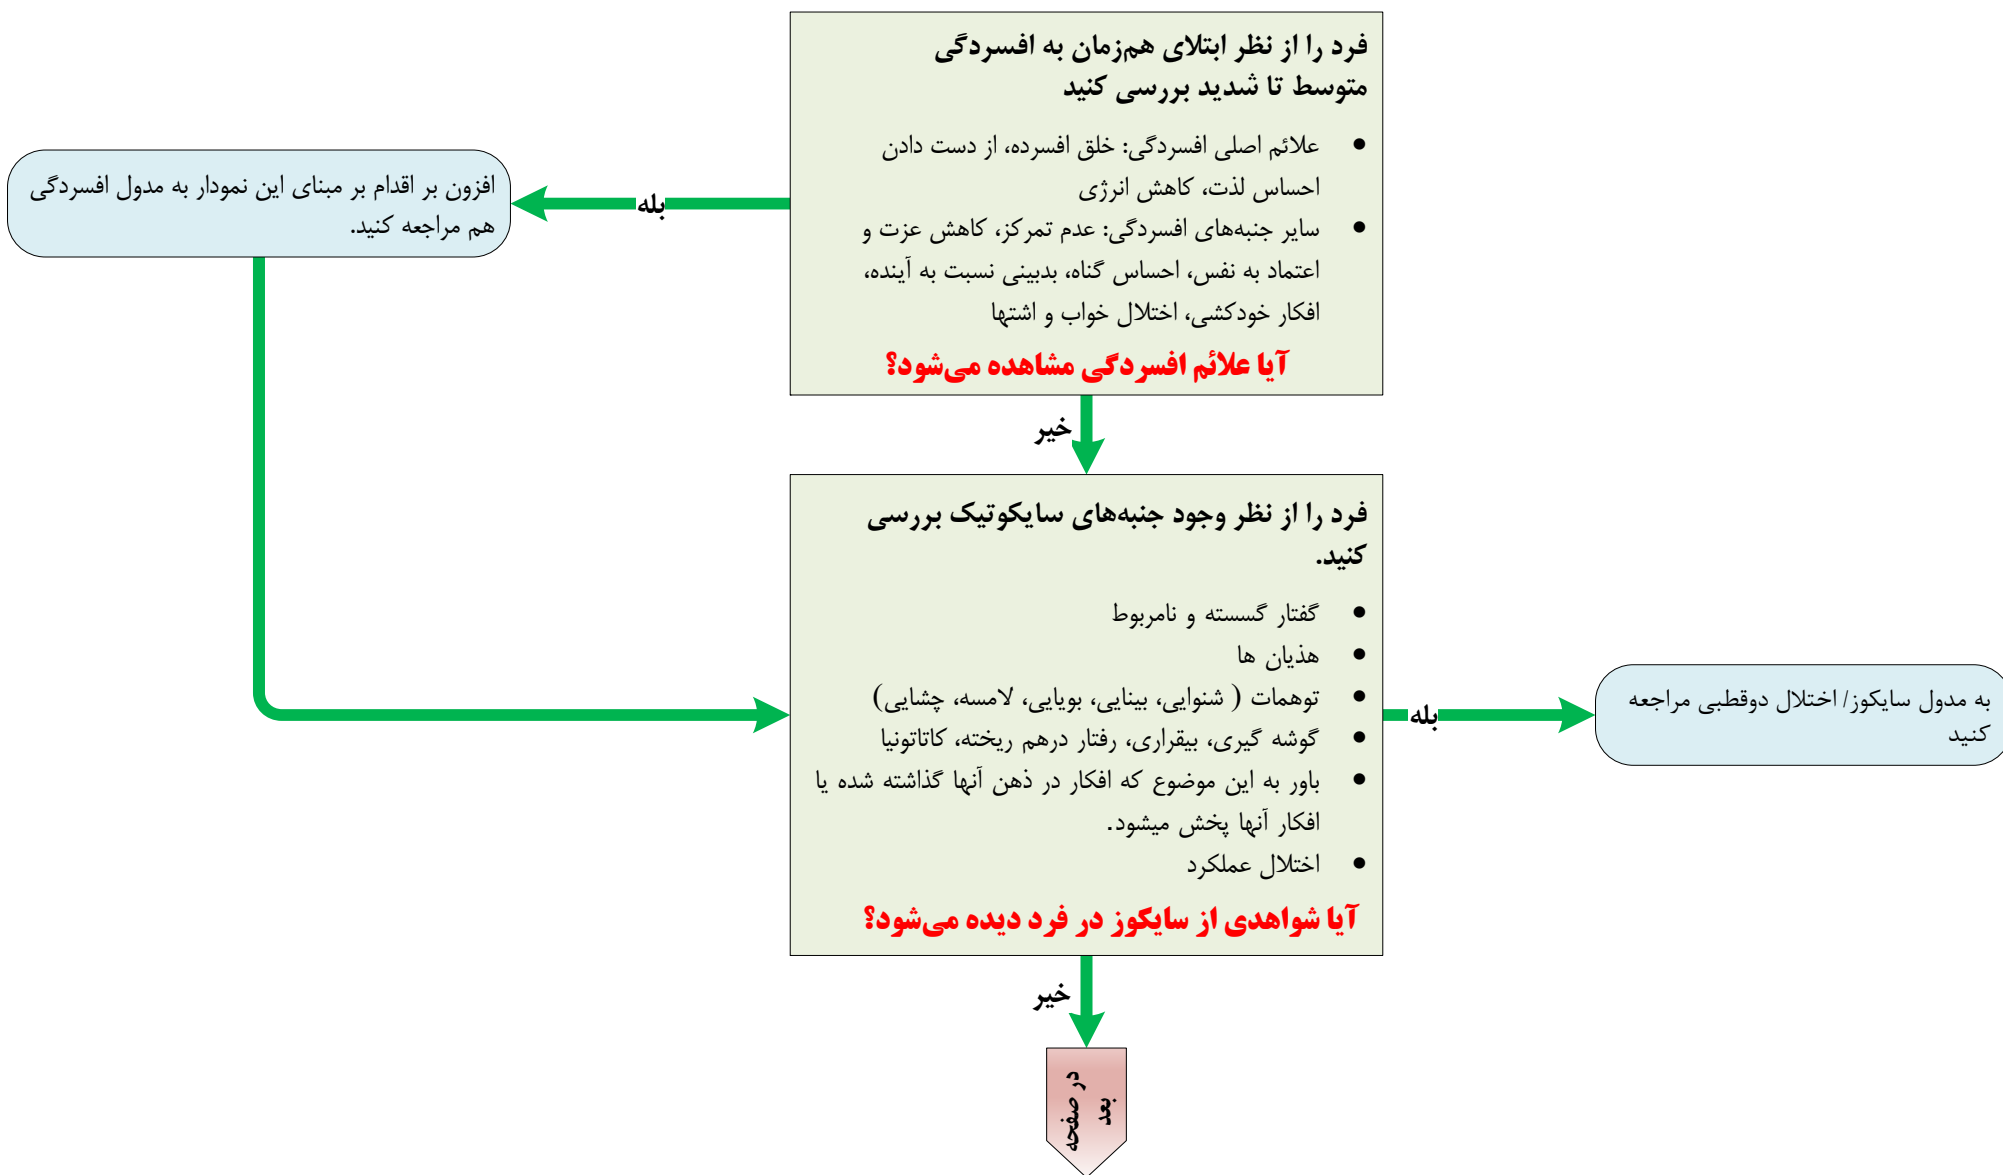 فرد را از نظر ابتلای هم‌زمان به افسردگی
متوسط تا شدید بررسی کنید
● علائم اصلی افسردگی: خلق افسرده، از دست دادن
احساس لذت، کاهش انرژی
● سایر جنبه‌های افسردگی: عدم تمرکز، کاهش عزت و
اعتماد به نفس، احساس گناه، بدبینی نسبت به آینده،
افکار خودکشی، اختلال خواب و اشتها
آیا علائم افسردگی مشاهده می‌شود؟
بله
افزون بر اقدام بر مبنای این نمودار به مدول افسردگی
هم مراجعه کنید.
خیر
فرد را از نظر وجود جنبه‌های سایکوتیک بررسی
کنید.
● گفتار گسسته و نامربوط
● هذیان ها
● توهمات ( شنوایی، بینایی، بویایی، لامسه، چشایی)
● گوشه گیری، بیقراری، رفتار درهم ریخته، کاتاتونیا
● باور به این موضوع که افکار در ذهن آنها گذاشته شده یا
افکار آنها پخش میشود.
● اختلال عملکرد
آیا شواهدی از سایکوز در فرد دیده می‌شود؟
بله
به مدول سایکوز/ اختلال دوقطبی مراجعه
کنید
خیر
در صفحه
بعد